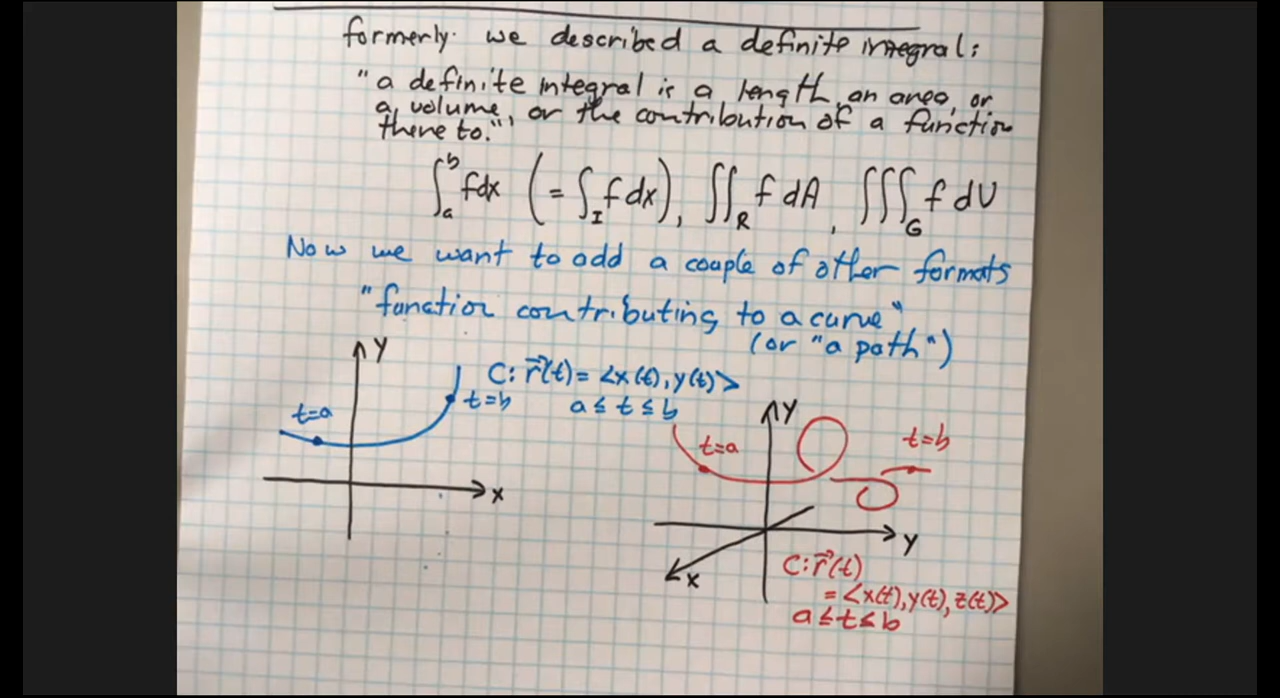 formerly. we described a definite integral:
"a definite integral is a length, an area, or
a volume, or the contribution of a function
there to."
∫_a^b fdx (= ∫_I f dx), ∬_R f dA, ∭_G f dV
Now we want to add a couple of other formats
"function contributing to a curve"
(or "a path")
y
C: r⃗(t) = <x(t), y(t)>
a ≤ t ≤ b
t=a
t=b
x
y
t=a
t=b
y
x
C: r⃗(t)
= <x(t), y(t), z(t)>
a ≤ t ≤ b